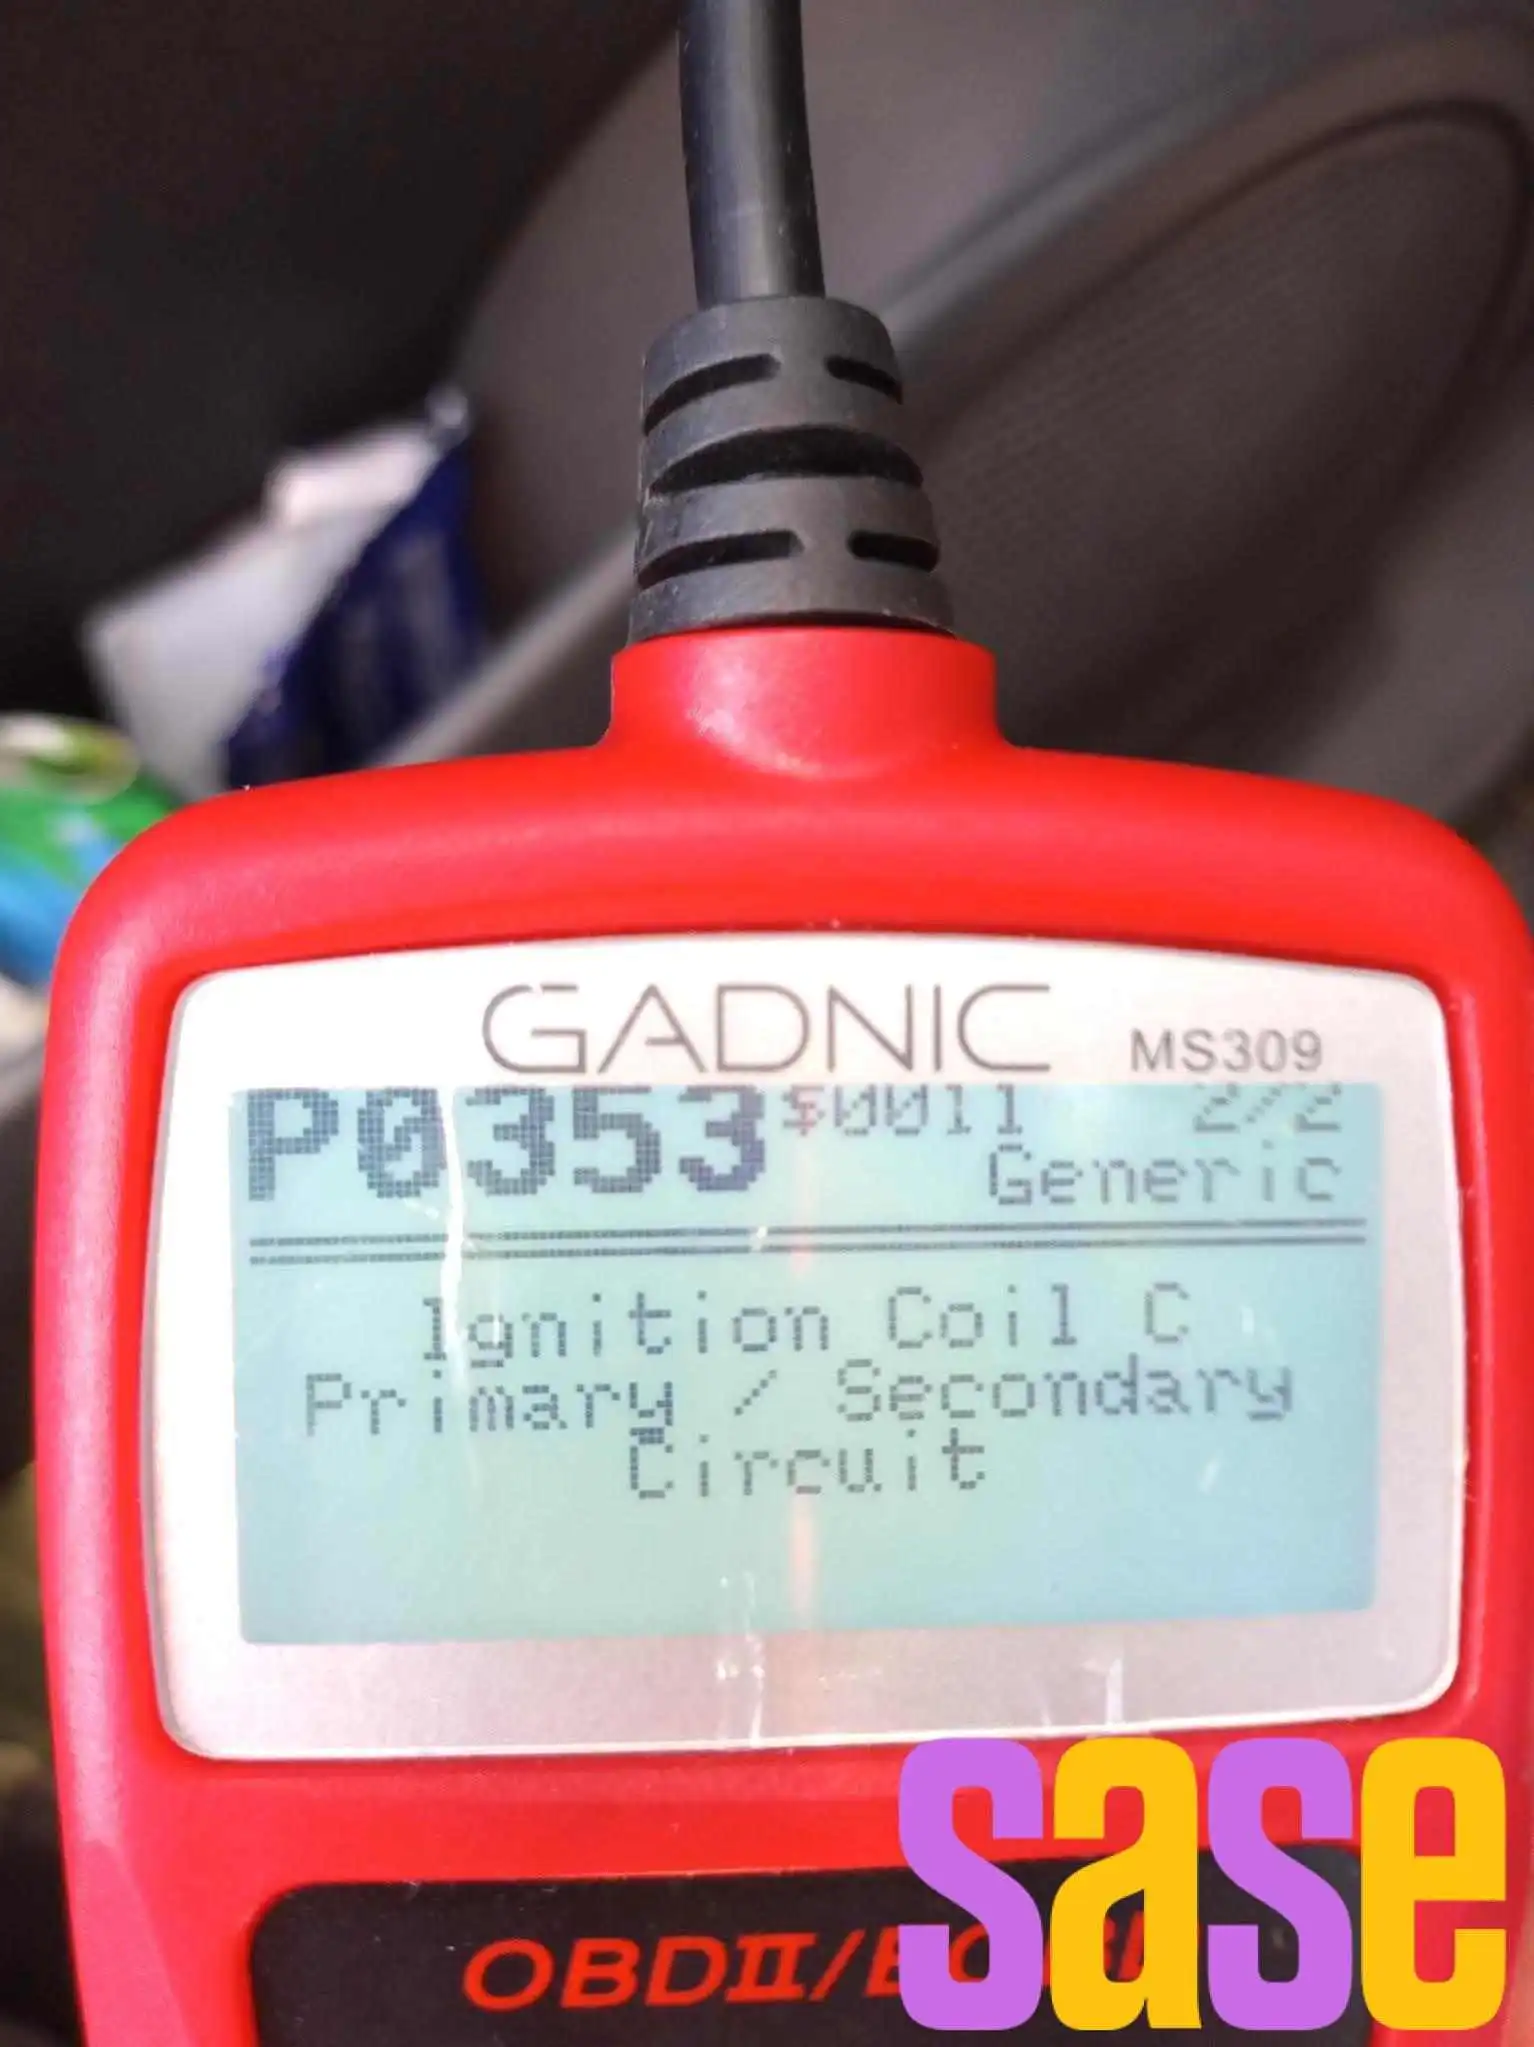 GADNIC
MS309
P0353 $0011 2/2
Generic
Ignition Coil C
Primary / Secondary
Circuit
OBDII/
sase